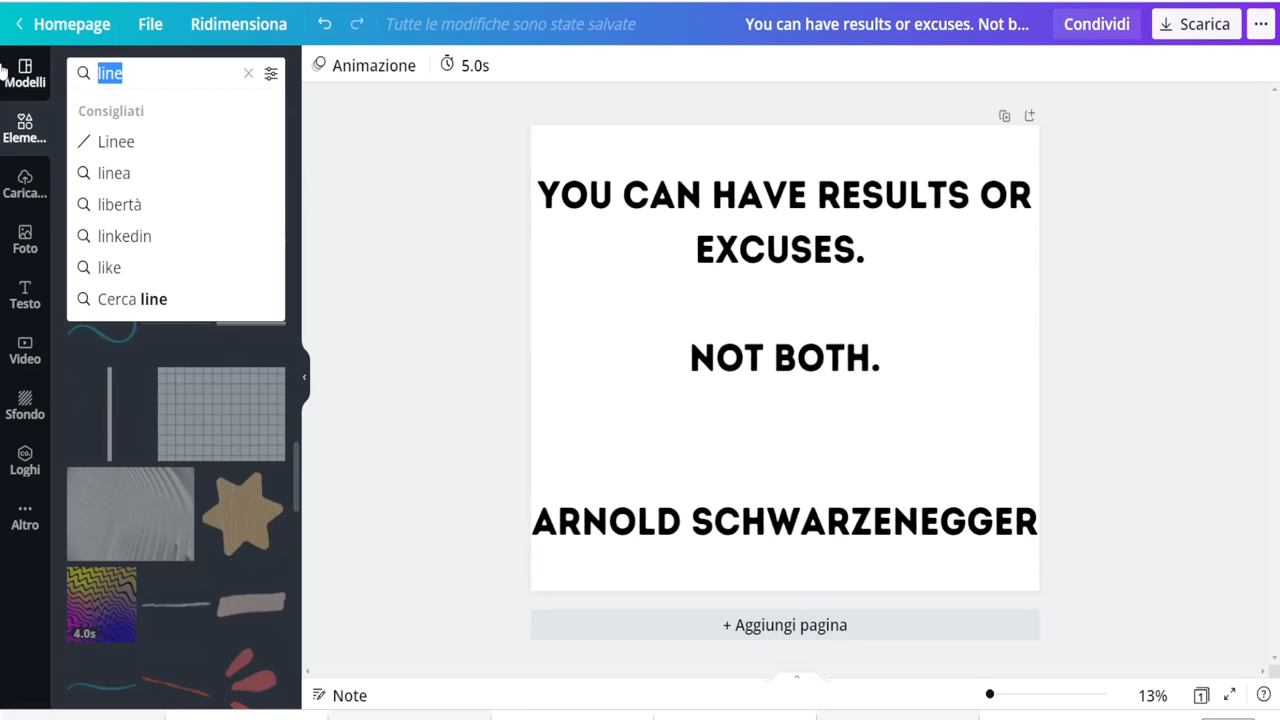 Homepage
File
Ridimensiona
Tutte le modifiche sono state salvate
You can have results or excuses. Not b...
Condividi
Scarica
Modelli
Eleme...
Carica...
Foto
Testo
Video
Sfondo
CO.
Loghi
Altro
line
Consigliati
Linee
linea
libertà
linkedin
like
Cerca line
4.0s
Animazione
5.0s
YOU CAN HAVE RESULTS OR
EXCUSES.
NOT BOTH.
ARNOLD SCHWARZENEGGER
+ Aggiungi pagina
Note
13%
1
?